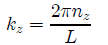 k_z = \frac{2\pi n_z}{L}